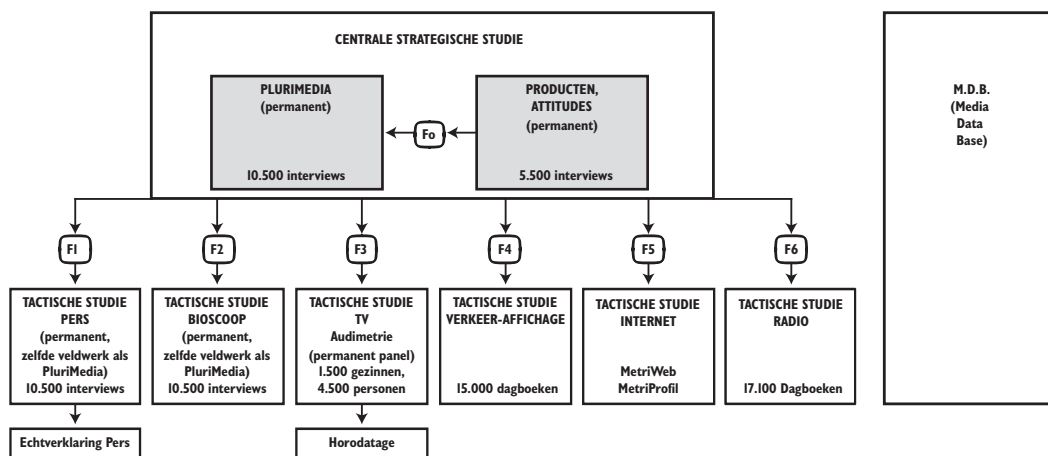 CENTRALE STRATEGISCHE STUDIE
PLURIMEDIA
(permanent)
10.500 interviews
Fo
PRODUCTEN,
ATTITUDES
(permanent)
5.500 interviews
M.D.B.
(Media
Data
Base)
F1
F2
F3
F4
F5
F6
TACTISCHE STUDIE
PERS
(permanent,
zelfde veldwerk als
PluriMedia)
10.500 interviews
TACTISCHE STUDIE
BIOSCOOP
(permanent,
zelfde veldwerk als
PluriMedia)
10.500 interviews
TACTISCHE STUDIE
TV
Audimetrie
(permanent panel)
1.500 gezinnen,
4.500 personen
TACTISCHE STUDIE
VERKEER-AFFICHAGE
15.000 dagboeken
TACTISCHE STUDIE
INTERNET
MetriWeb
MetriProfil
TACTISCHE STUDIE
RADIO
17.100 Dagboeken
Echtverklaring Pers
Horodatage